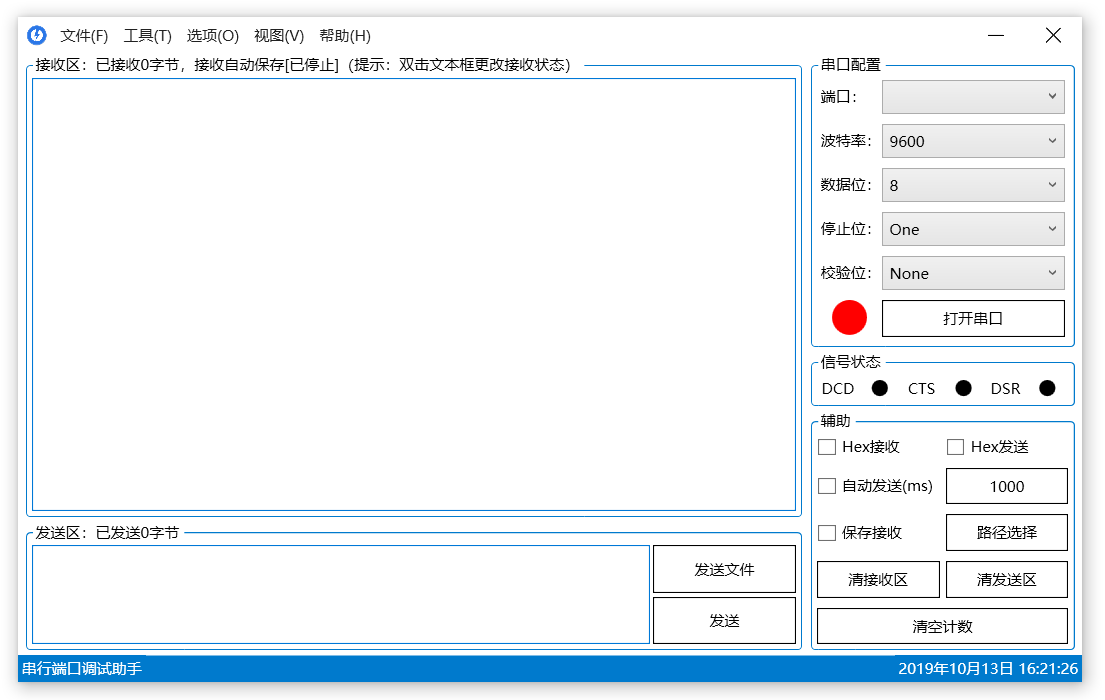 文件(F) 工具(T) 选项(O) 视图(V) 帮助(H)
接收区：已接收0字节，接收自动保存[已停止]（提示：双击文本框更改接收状态）
串口配置
端口：
波特率： 9600
数据位： 8
停止位： One
校验位： None
打开串口
信号状态
DCD CTS DSR
辅助
Hex接收 Hex发送
自动发送(ms) 1000
保存接收 路径选择
清接收区 清发送区
清空计数
发送区：已发送0字节
发送文件
发送
串行端口调试助手 2019年10月13日 16:21:26